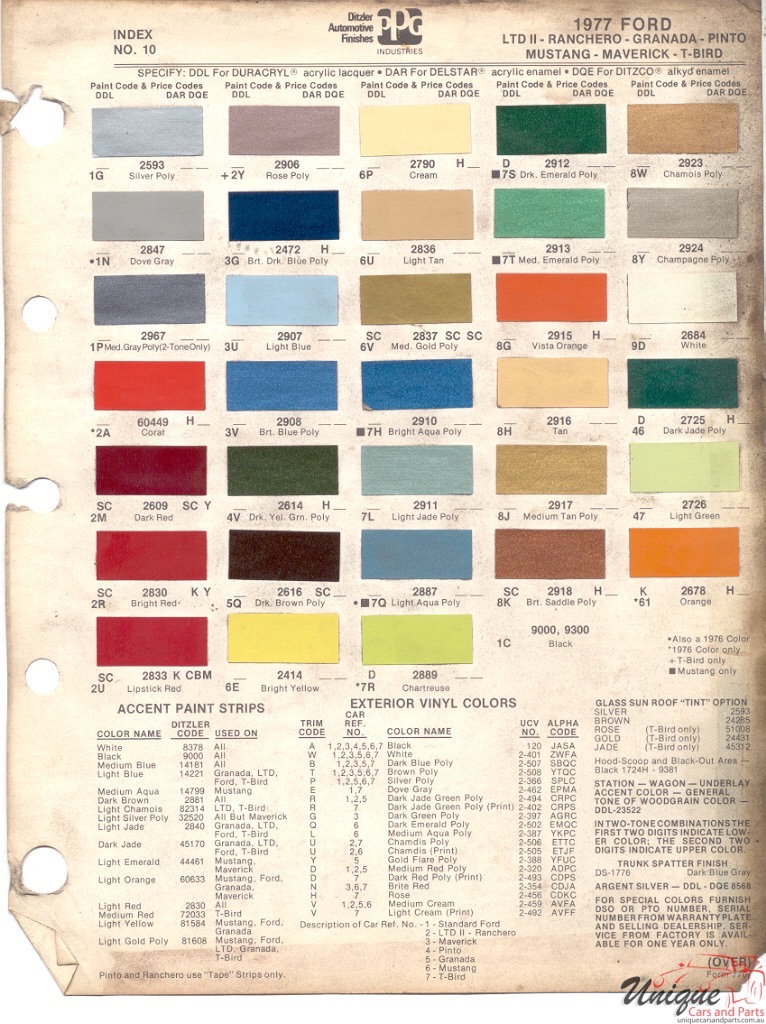 INDEX
NO. 10
Ditzler
Automotive
Finishes
PPG
INDUSTRIES
1977 FORD
LTD II - RANCHERO - GRANADA - PINTO
MUSTANG - MAVERICK - T-BIRD
SPECIFY: DDL For DURACRYL® acrylic lacquer • DAR For DELSTAR® acrylic enamel • DQE For DITZCO® alkyd enamel
Paint Code & Price Codes Paint Code & Price Codes Paint Code & Price Codes Paint Code & Price Codes Paint Code & Price Codes
DDL DAR DQE DDL DAR DQE DDL DAR DQE DDL DAR DQE DDL DAR DQE
2593 2906 2790 H D 2912 2923
1G Silver Poly +2Y Rose Poly 6P Cream ■7S Drk. Emerald Poly 8W Chamois Poly
2847 2472 H 2836 2913 2924
•1N Dove Gray 3G Brt. Drk. Blue Poly 6U Light Tan ■7T Med. Emerald Poly 8Y Champagne Poly
2967 2907 SC 2837 SC SC 2915 H 2684
1P Med.Gray Poly(2-ToneOnly) 3U Light Blue 6V Med. Gold Poly 8G Vista Orange 9D White
60449 H 2908 2910 2916 D 2725 H
*2A Coral 3V Brt. Blue Poly ■7H Bright Aqua Poly 8H Tan 46 Dark Jade Poly
SC 2609 SC Y 2614 H 2911 2917 2726
2M Dark Red 4V Drk. Yel. Grn. Poly 7L Light Jade Poly 8J Medium Tan Poly 47 Light Green
SC 2830 K Y 2616 SC 2887 SC 2918 H K 2678 H
2R Bright Red 5Q Drk. Brown Poly •■7Q Light Aqua Poly 8K Brt. Saddle Poly *61 Orange
SC 2833 K CBM 2414 D 2889 9000, 9300
2U Lipstick Red 6E Bright Yellow *7R Chartreuse 1C Black
•Also a 1976 Color
*1976 Color only
+ T-Bird only
■ Mustang only
ACCENT PAINT STRIPS
COLOR NAME DITZLER CODE USED ON
White 8378 All
Black 9000 All
Medium Blue 14181 All
Light Blue 14221 Granada, LTD,
Ford, T-Bird
Medium Aqua 14799 Mustang
Dark Brown 2881 All
Light Chamois 82314 LTD, T-Bird
Light Silver Poly 32520 All But Maverick
Light Jade 2840 Granada, LTD,
Ford
Dark Jade 45170 Granada, LTD,
Ford, T-Bird
Light Emerald 44461 Mustang,
Maverick
Light Orange 60633 Mustang, Ford,
Granada,
Maverick
Light Red 2830 All
Medium Red 72033 T-Bird
Light Yellow 81584 Mustang, Ford,
Granada
Light Gold Poly 81608 Mustang, Ford,
LTD, Granada,
T-Bird
Pinto and Ranchero use "Tape" Strips only.
EXTERIOR VINYL COLORS
TRIM CODE CAR REF. NO. COLOR NAME UCV NO. ALPHA CODE
A 1,2,3,4,5,6,7 Black 120 JASA
W 1,2,3,5,6,7 White 2-401 ZWFA
B 1,2,3,5,7 Dark Blue Poly 2-507 SBQC
T 1,2,3,5,6,7 Brown Poly 2-508 YTQC
P 1,2,5,6,7 Silver Poly 2-366 SPLC
E 1,7 Dove Gray 2-462 EPMA
R 1,2,5 Dark Jade Green Poly 2-494 CRPC
R 7 Dark Jade Green Poly (Print) 2-402 CRPS
G 3 Dark Green Poly 2-397 AGRC
Q 6 Dark Emerald Poly 2-502 EMQC
L 6 Medium Aqua Poly 2-387 YKPC
U 2,7 Chamdis Poly 2-506 ETTC
U 2,6 Chamdis (Print) 2-505 ETJF
Y 5 Gold Flare Poly 2-388 YFUC
D 1,2,5 Medium Red Poly 2-320 ADPC
D 7 Dark Red Poly (Print) 2-493 CDPS
N 3,6,7 Brite Red 2-354 CDJA
H 7 Rose 2-456 CDKC
V 1,2,5,6 Medium Cream 2-459 AVFA
V 7 Light Cream (Print) 2-492 AVFF
Description of Car Ref. No. - 1 - Standard Ford
2 - LTD II - Ranchero
3 - Maverick
4 - Pinto
5 - Granada
6 - Mustang
7 - T-Bird
GLASS SUN ROOF "TINT" OPTION
SILVER 2593
BROWN 24285
ROSE (T-Bird only) 51008
GOLD (T-Bird only) 24431
JADE (T-Bird only) 45312
Hood-Scoop and Black-Out Area —
Black 1724H - 9381
STATION — WAGON — UNDERLAY
ACCENT COLOR — GENERAL
TONE OF WOODGRAIN COLOR —
DDL-23522
IN TWO-TONE COMBINATIONS THE
FIRST TWO DIGITS INDICATE LOW-
ER COLOR; THE SECOND TWO
DIGITS INDICATE UPPER COLOR.
TRUNK SPATTER FINISH
DS-1776 Dark Blue Gray
ARGENT SILVER — DDL - DQE 8568
FOR SPECIAL COLORS FURNISH
DSO OR PTO NUMBER, SERIAL
NUMBER FROM WARRANTY PLATE
AND SELLING DEALERSHIP. SER-
VICE FROM FACTORY IS AVAIL-
ABLE FOR ONE YEAR ONLY.
(OVER)
Form
Unique
Cars and Parts
uniquecarsandparts.com.au